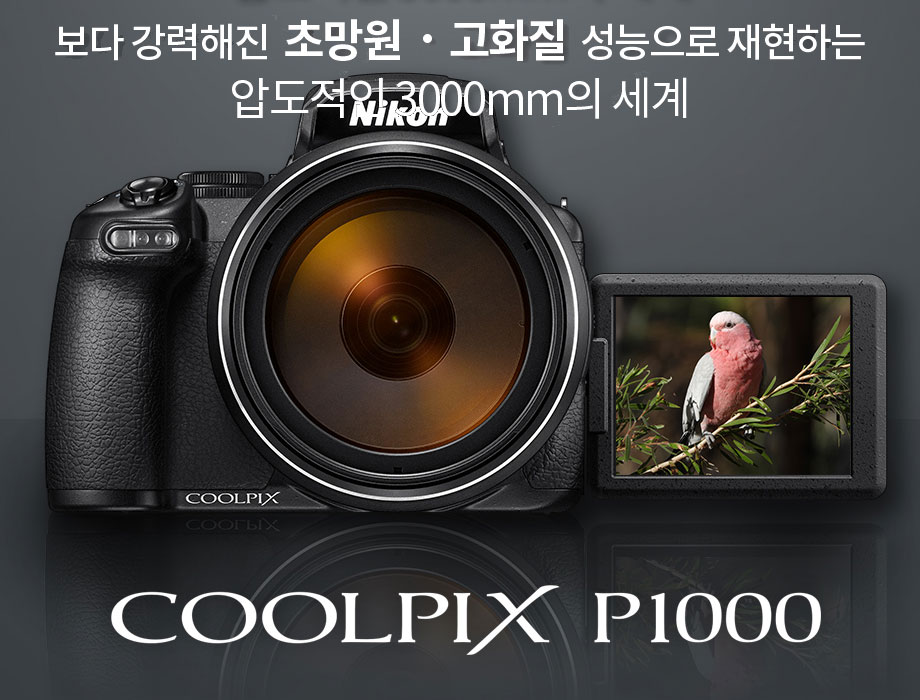 보다 강력해진 초망원 · 고화질 성능으로 재현하는
압도적인 3000mm의 세계
Nikon
COOLPIX
COOLPIX P1000